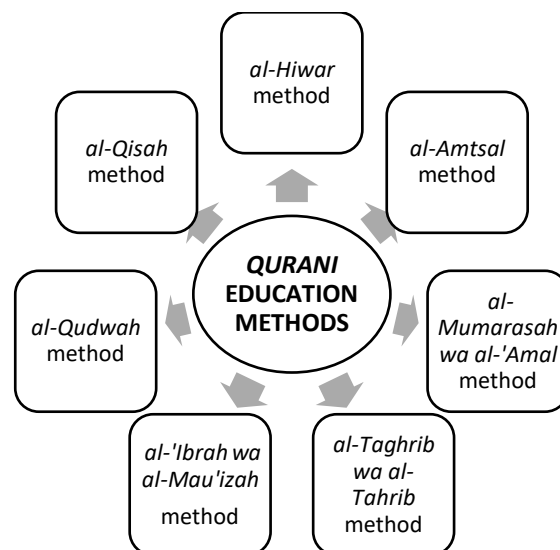 al-Hiwar
method
al-Qisah
method
al-Amtsal
method
QURANI
EDUCATION
METHODS
al-Qudwah
method
al-
Mumarasah
wa al-'Amal
method
al-'Ibrah wa
al-Mau'izah
method
al-Taghrib
wa al-
Tahrib
method